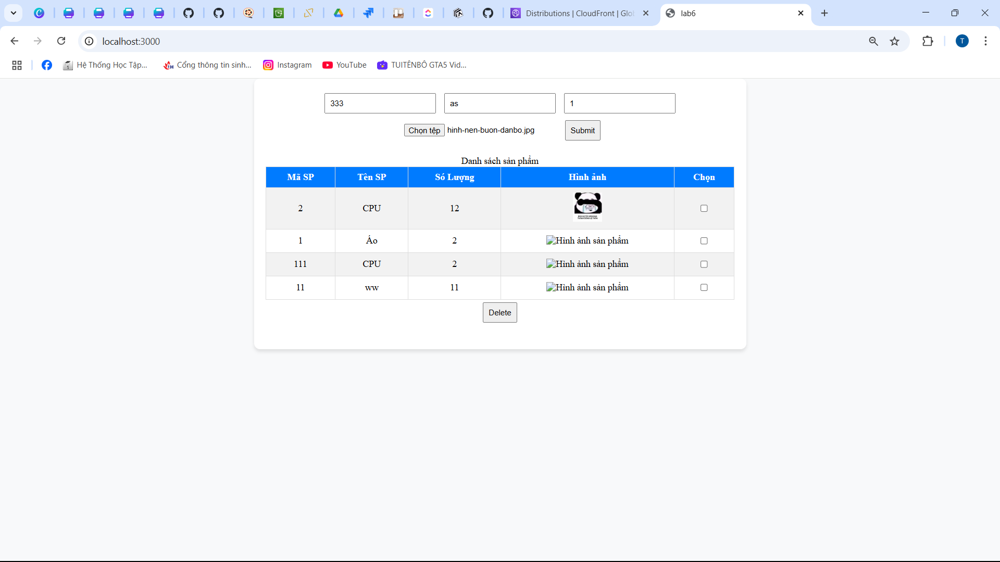 Distributions | CloudFront | Glo
lab6
localhost:3000
T
Hệ Thống Học Tập...
Cổng thông tin sinh...
Instagram
YouTube
TUITÊNBÔ GTA5 Vid...
333
as
1
Chọn tệp hinh-nen-buon-danbo.jpg
Submit
Danh sách sản phẩm
Mã SP Tên SP Só Lượng Hình ảnh Chọn
2 CPU 12
1 Áo 2 Hình ảnh sản phẩm
111 CPU 2 Hình ảnh sản phẩm
11 ww 11 Hình ảnh sản phẩm
Delete